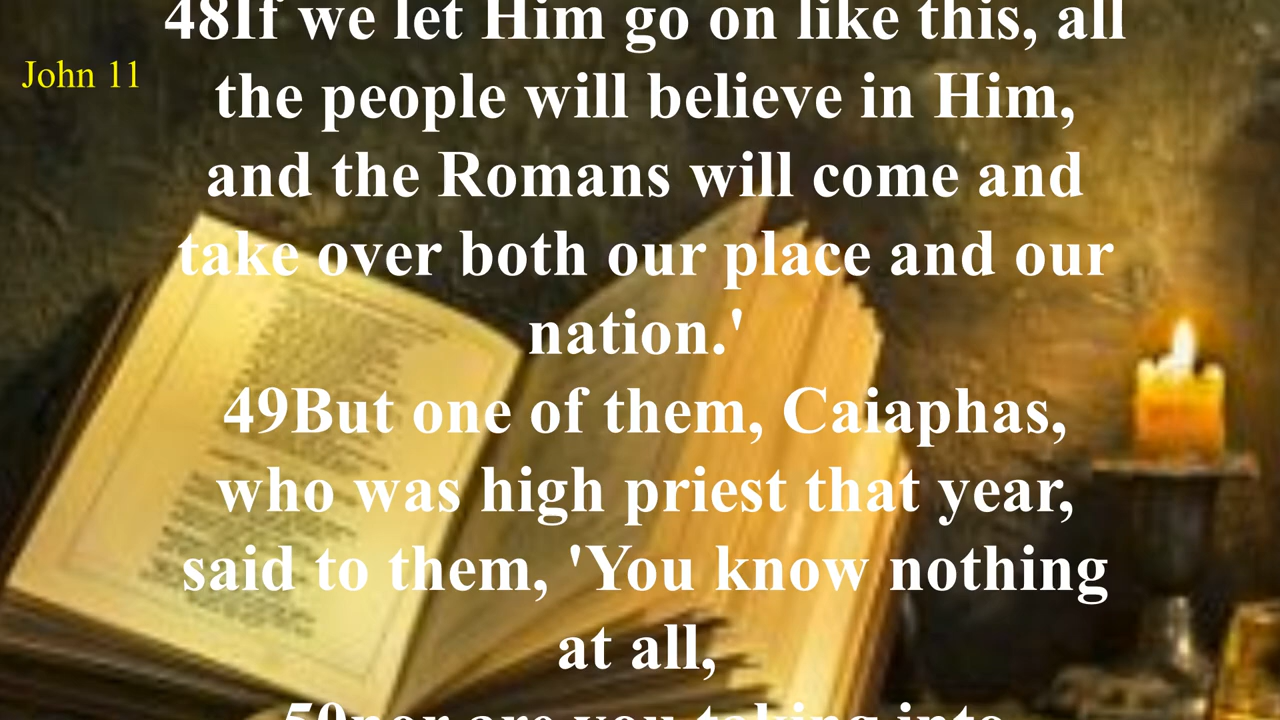 48If we let Him go on like this, all
John 11
the people will believe in Him,
and the Romans will come and
take over both our place and our
nation.'
49But one of them, Caiaphas,
who was high priest that year,
said to them, 'You know nothing
at all,
50nor are you taking into